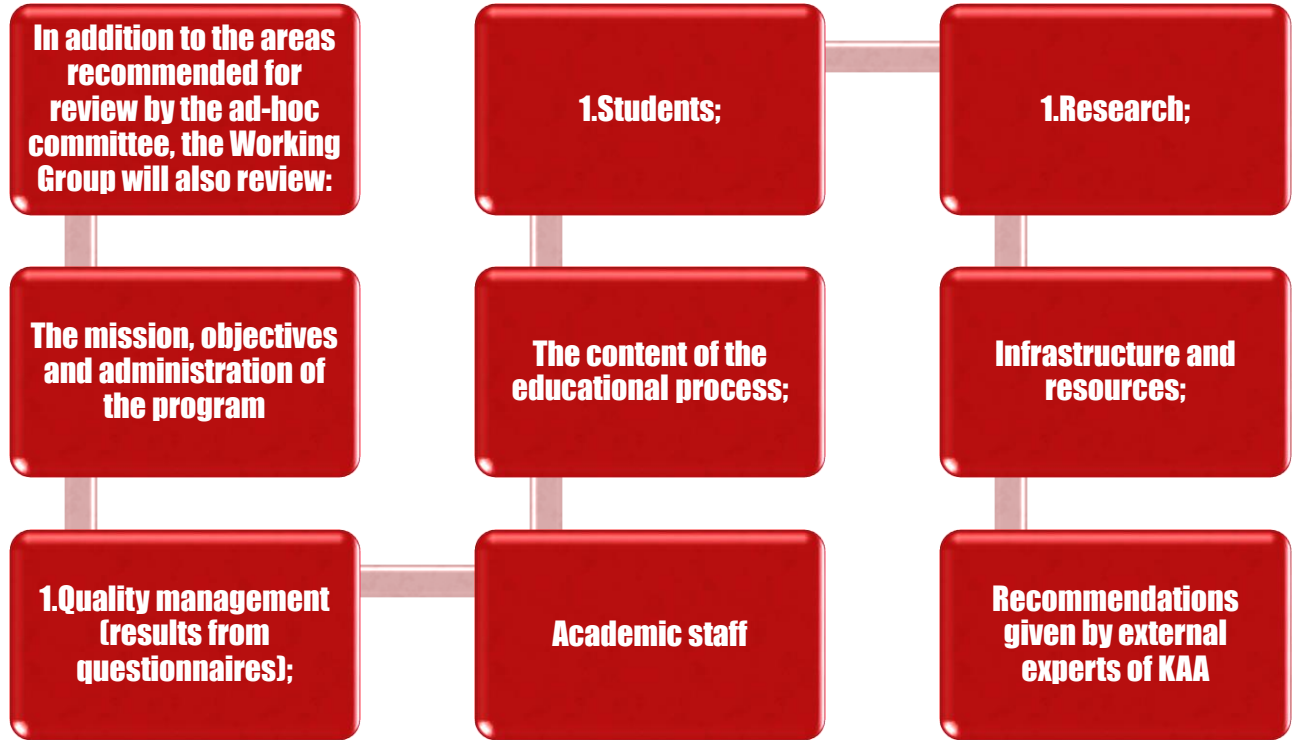 In addition to the areas
recommended for
review by the ad-hoc
committee, the Working
Group will also review:
The mission, objectives
and administration of
the program
1.Quality management
(results from
questionnaires);
Academic staff
The content of the
educational process;
1.Students;
1.Research;
Infrastructure and
resources;
Recommendations
given by external
experts of KAA